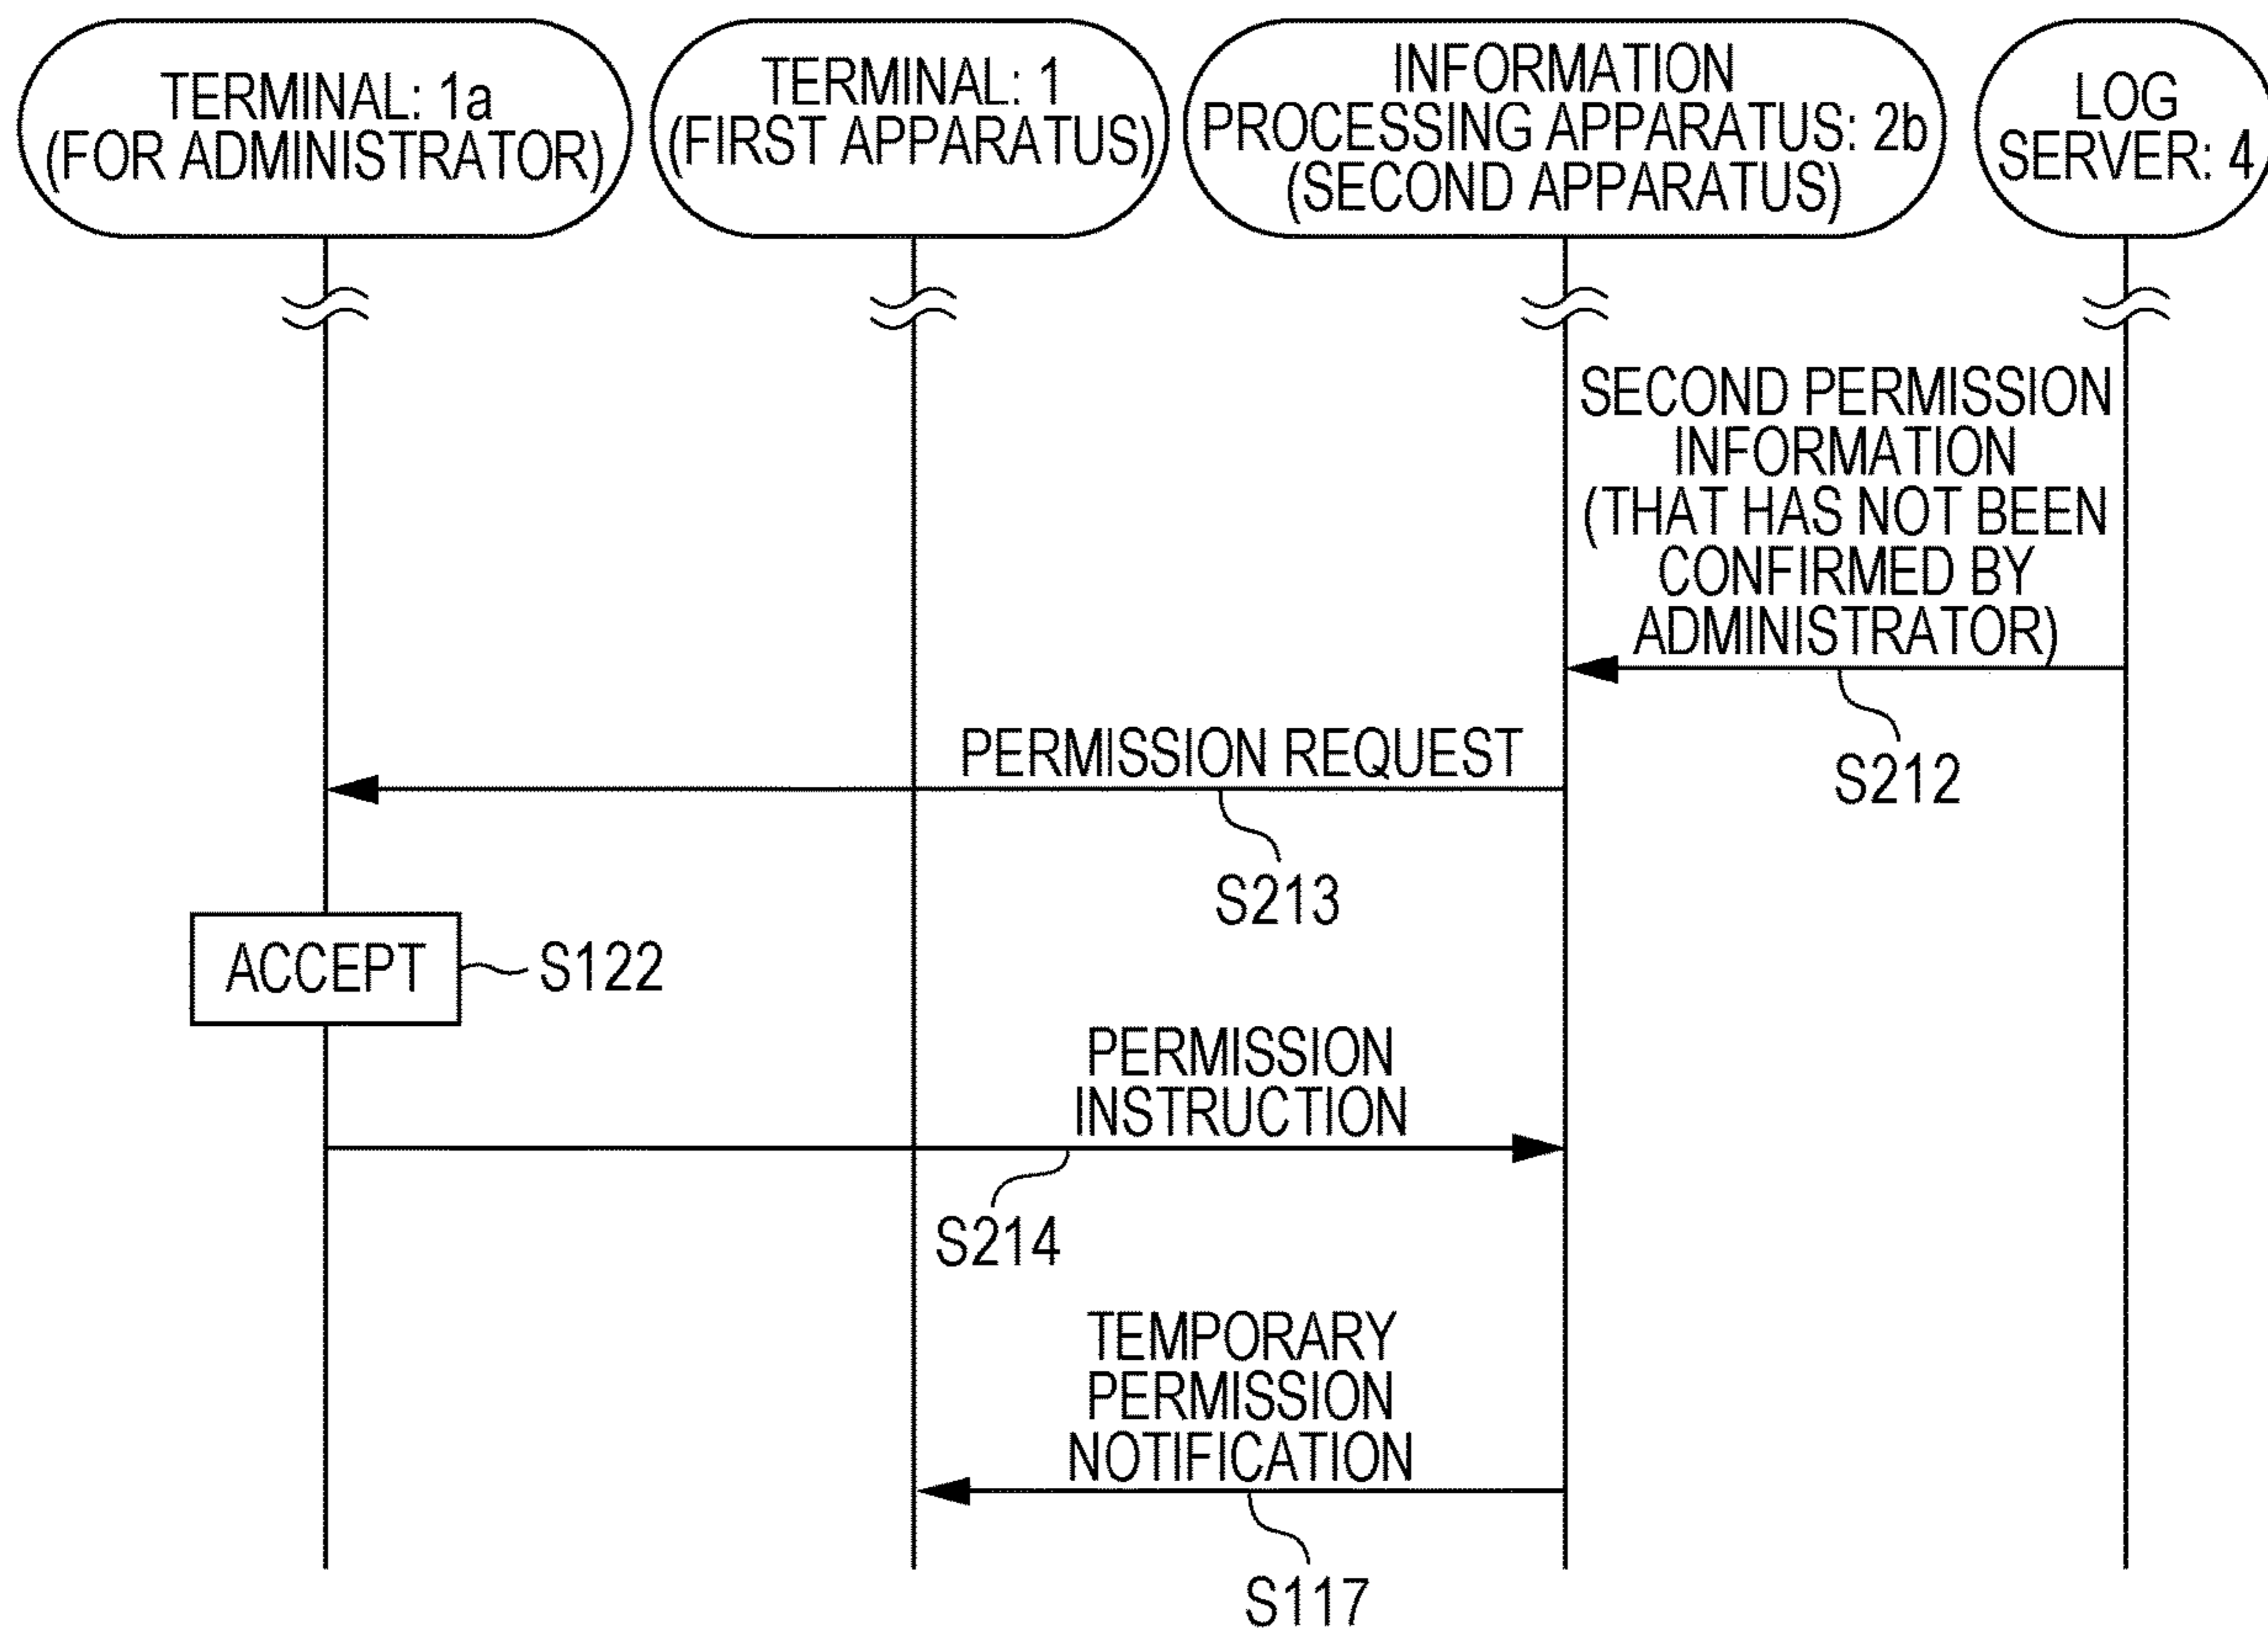 TERMINAL: 1a
(FOR ADMINISTRATOR)
TERMINAL: 1
(FIRST APPARATUS)
INFORMATION
PROCESSING APPARATUS: 2b
(SECOND APPARATUS)
LOG
SERVER: 4
SECOND PERMISSION
INFORMATION
(THAT HAS NOT BEEN
CONFIRMED BY
ADMINISTRATOR)
S212
PERMISSION REQUEST
S213
ACCEPT
S122
PERMISSION
INSTRUCTION
S214
TEMPORARY
PERMISSION
NOTIFICATION
S117